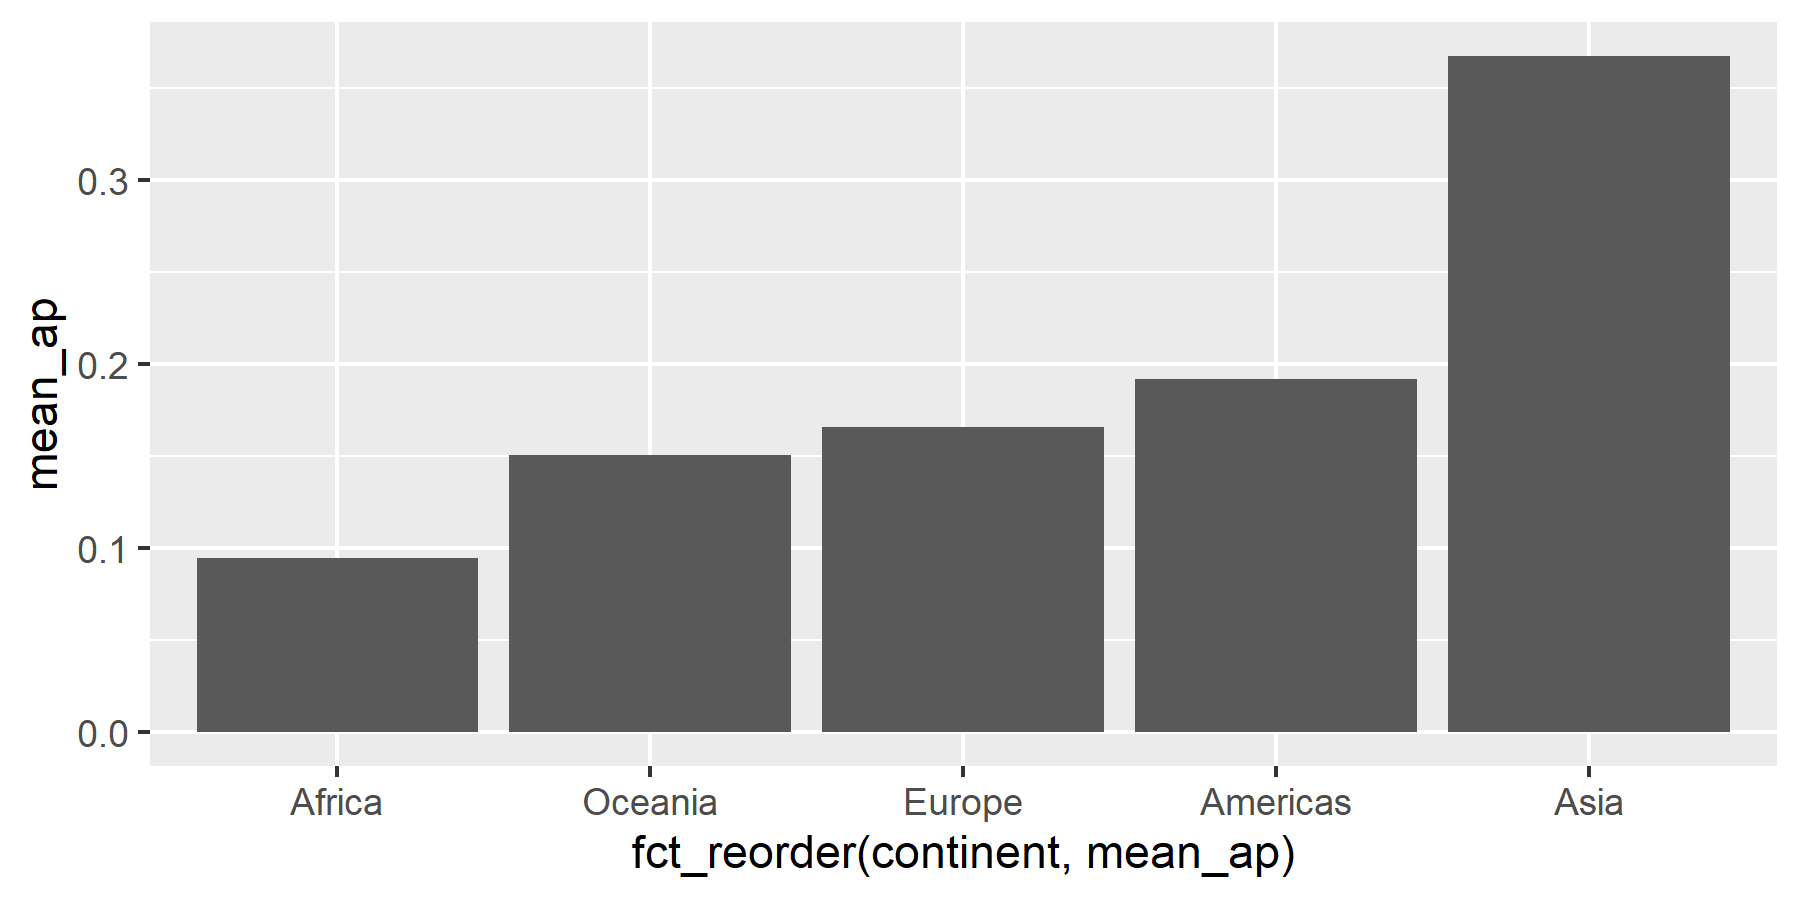 mean_ap
0.3
0.2
0.1
0.0
Africa Oceania Europe Americas Asia
fct_reorder(continent, mean_ap)